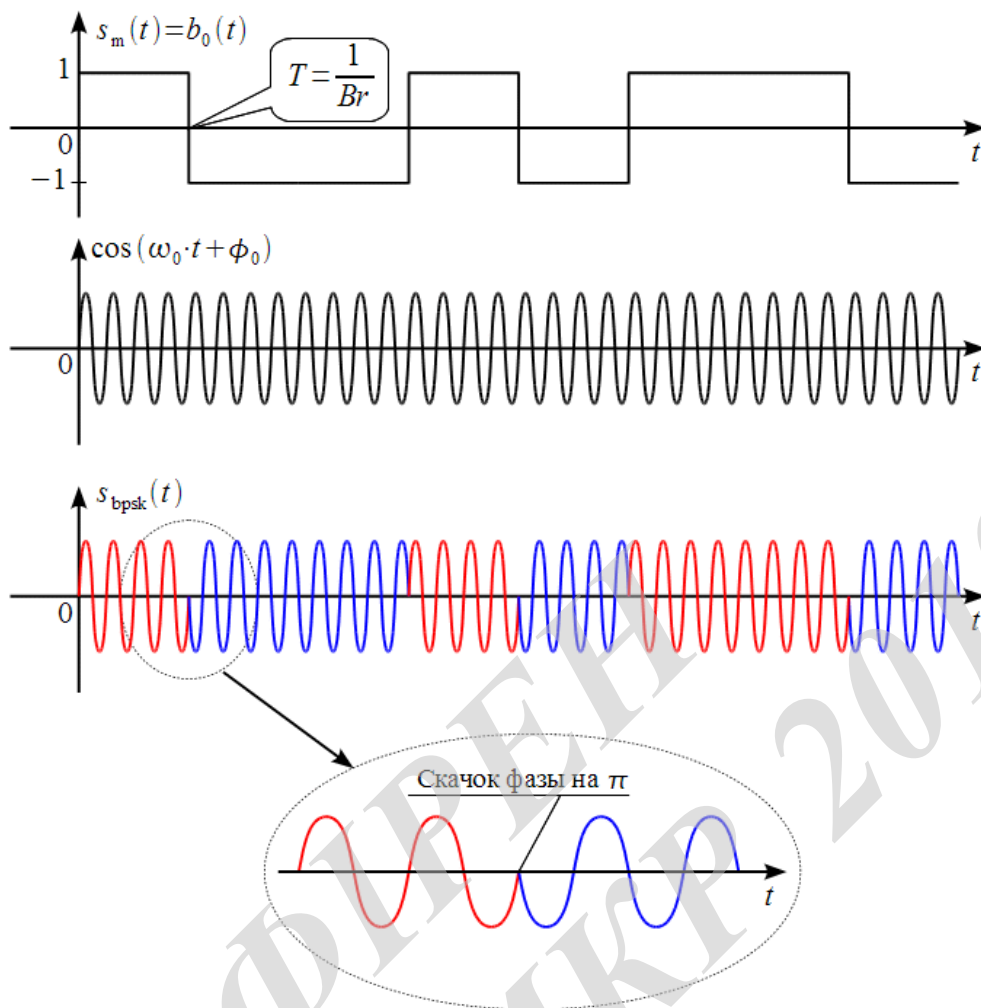 s_m(t)=b_0(t)
T=1/Br
1
0
t
−1
cos(ω_0·t+ϕ_0)
0
t
s_bpsk(t)
0
t
Скачок фазы на π
t